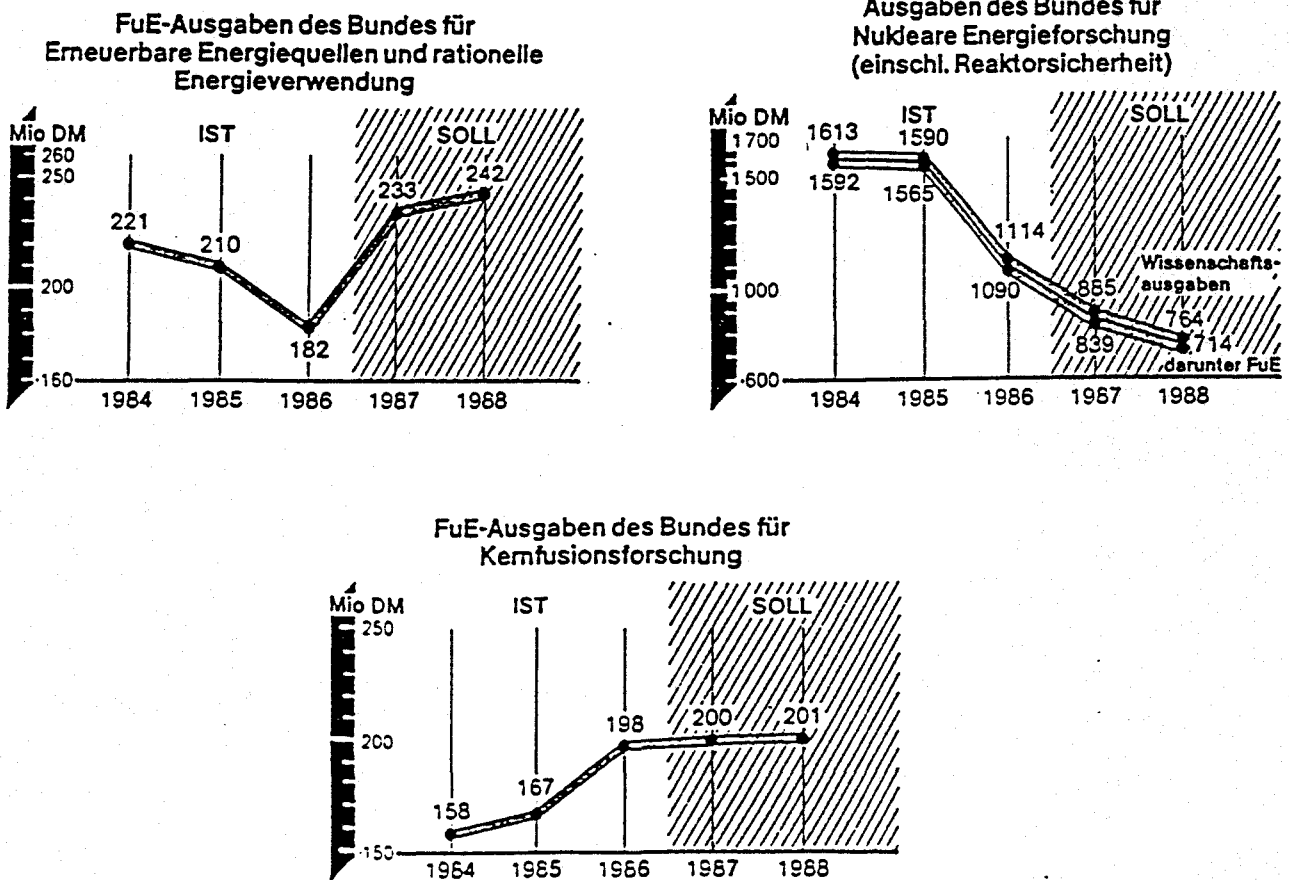 FuE-Ausgaben des Bundes für
Erneuerbare Energiequellen und rationelle
Energieverwendung
Mio DM
IST
SOLL
260
250
200
150
221
210
182
233
242
1984 1985 1986 1987 1988
Ausgaben des Bundes für
Nukleare Energieforschung
(einschl. Reaktorsicherheit)
Mio DM
IST
SOLL
1700
1500
1000
600
1613
1590
1592
1565
1114
1090
885
839
764
714
Wissenschafts-
ausgaben
darunter FuE
1984 1985 1986 1987 1988
FuE-Ausgaben des Bundes für
Kernfusionsforschung
Mio DM
IST
SOLL
250
200
150
158
167
198
200
201
1984 1985 1986 1987 1988